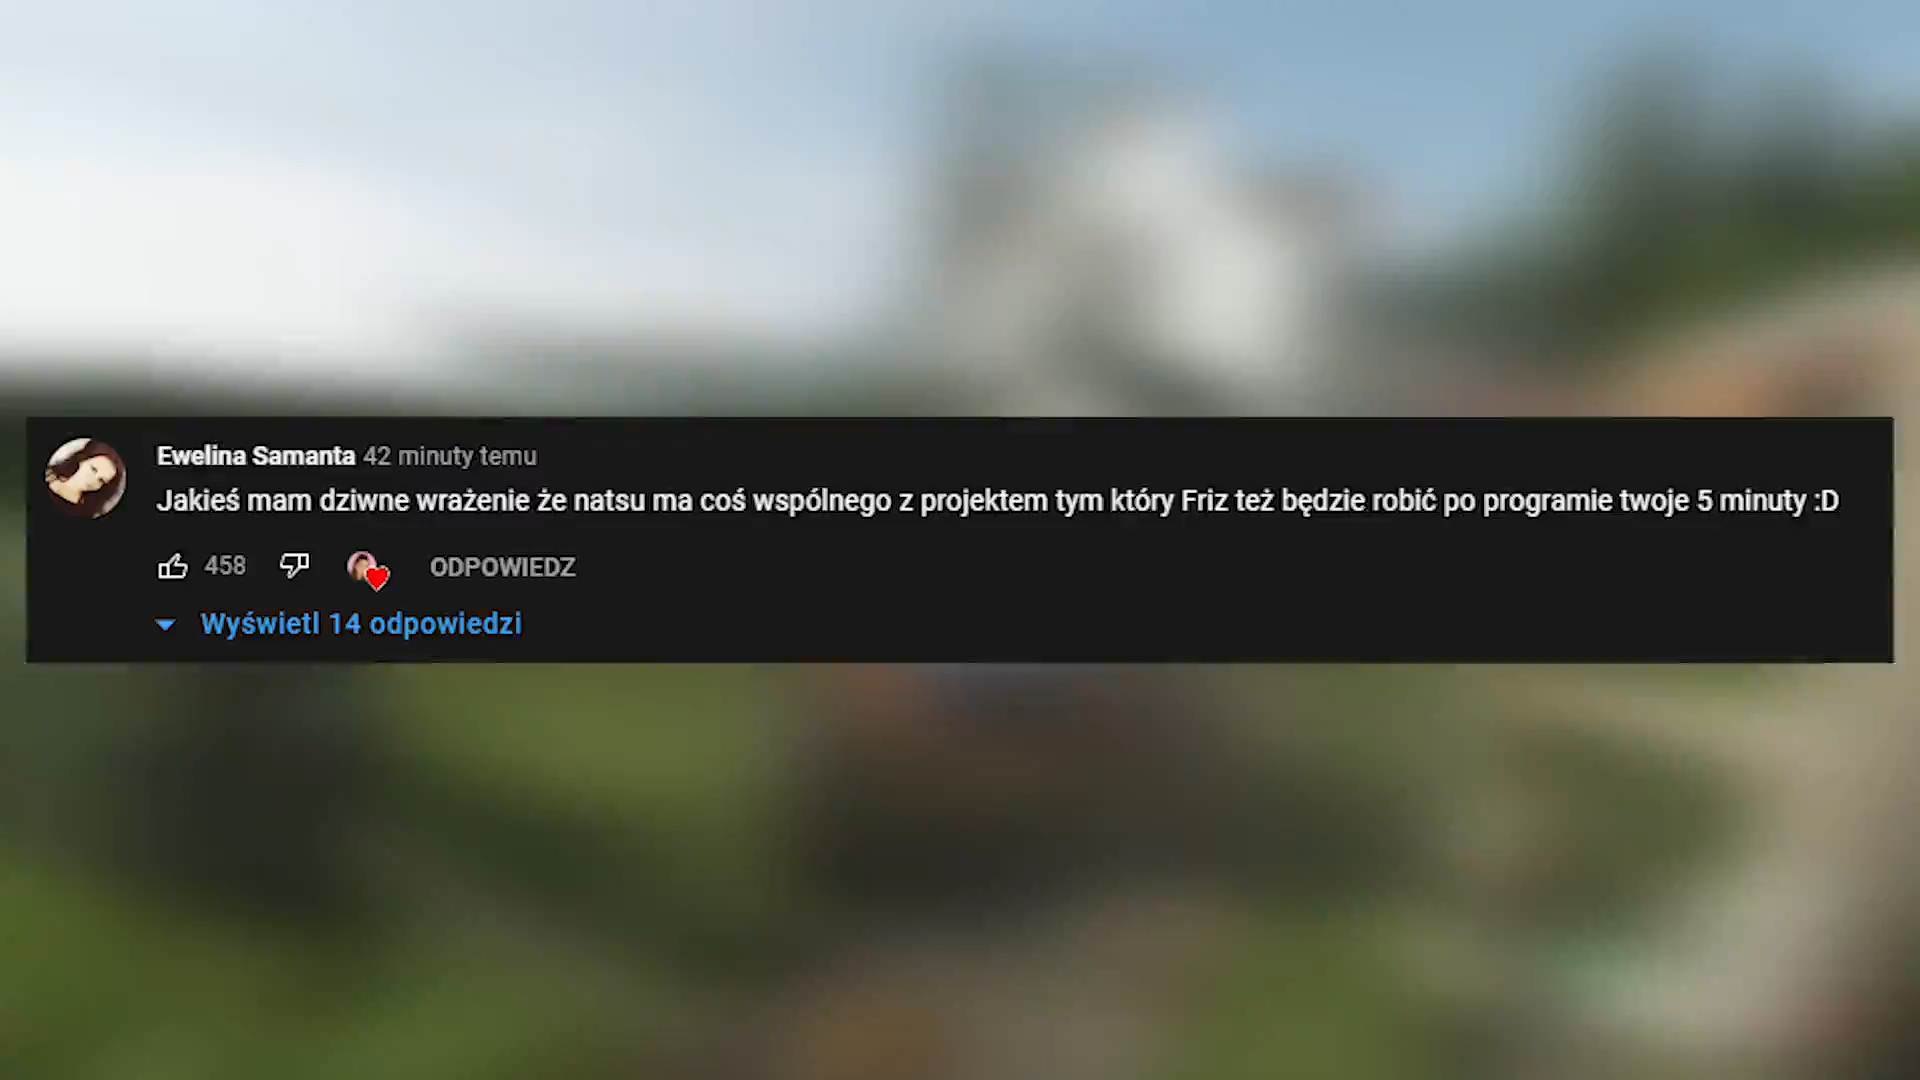 Ewelina Samanta 42 minuty temu
Jakieś mam dziwne wrażenie że natsu ma coś wspólnego z projektem tym który Friz też będzie robić po programie twoje 5 minuty :D
458 ODPOWIEDZ
Wyświetl 14 odpowiedzi